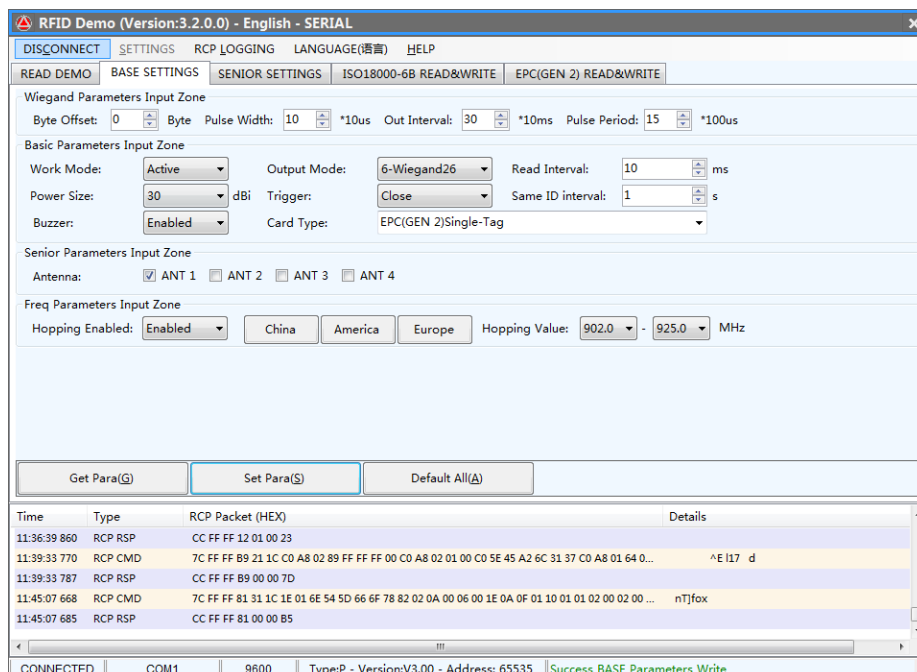 RFID Demo (Version:3.2.0.0) - English - SERIAL
DISCONNECT SETTINGS RCP LOGGING LANGUAGE(语言) HELP
READ DEMO BASE SETTINGS SENIOR SETTINGS ISO18000-6B READ&WRITE EPC(GEN 2) READ&WRITE
Wiegand Parameters Input Zone
Byte Offset: 0 Byte Pulse Width: 10 *10us Out Interval: 30 *10ms Pulse Period: 15 *100us
Basic Parameters Input Zone
Work Mode: Active Output Mode: 6-Wiegand26 Read Interval: 10 ms
Power Size: 30 dBi Trigger: Close Same ID interval: 1 s
Buzzer: Enabled Card Type: EPC(GEN 2)Single-Tag
Senior Parameters Input Zone
Antenna: ANT 1 ANT 2 ANT 3 ANT 4
Freq Parameters Input Zone
Hopping Enabled: Enabled China America Europe Hopping Value: 902.0 - 925.0 MHz
Get Para(G) Set Para(S) Default All(A)
Time Type RCP Packet (HEX) Details
11:36:39 860 RCP RSP CC FF FF 12 01 00 23
11:39:33 770 RCP CMD 7C FF FF B9 21 1C C0 A8 02 89 FF FF FF 00 C0 A8 02 01 00 C0 5E 45 A2 6C 31 37 C0 A8 01 64 0... ^E l17 d
11:39:33 787 RCP RSP CC FF FF B9 00 00 7D
11:45:07 668 RCP CMD 7C FF FF 81 31 1C 1E 01 6E 54 5D 66 6F 78 82 02 0A 00 06 00 1E 0A 0F 01 10 01 01 02 00 02 00 ... nT]fox
11:45:07 685 RCP RSP CC FF FF 81 00 00 B5
CONNECTED COM1 9600 Type:P - Version:V3.00 - Address: 65535 Success BASE Parameters Write